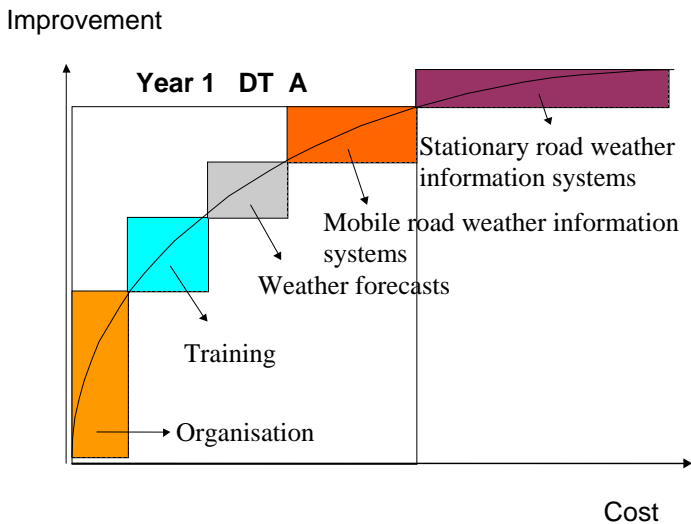 Improvement
Year 1 DT A
Stationary road weather
information systems
Mobile road weather information
systems
Weather forecasts
Training
Organisation
Cost